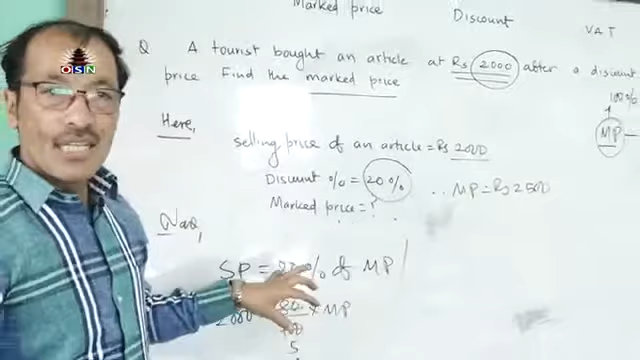 Marked price
Discount
VAT
Q A tourist bought an article at Rs 2000 after a discount
price Find the marked price
100%
MP
Here,
selling price of an article = Rs 2000
Discount % = 20%
∴ MP = Rs 2500
Marked price = ?
Now,
SP = % of MP
2000 80 × MP
100
5
OSN